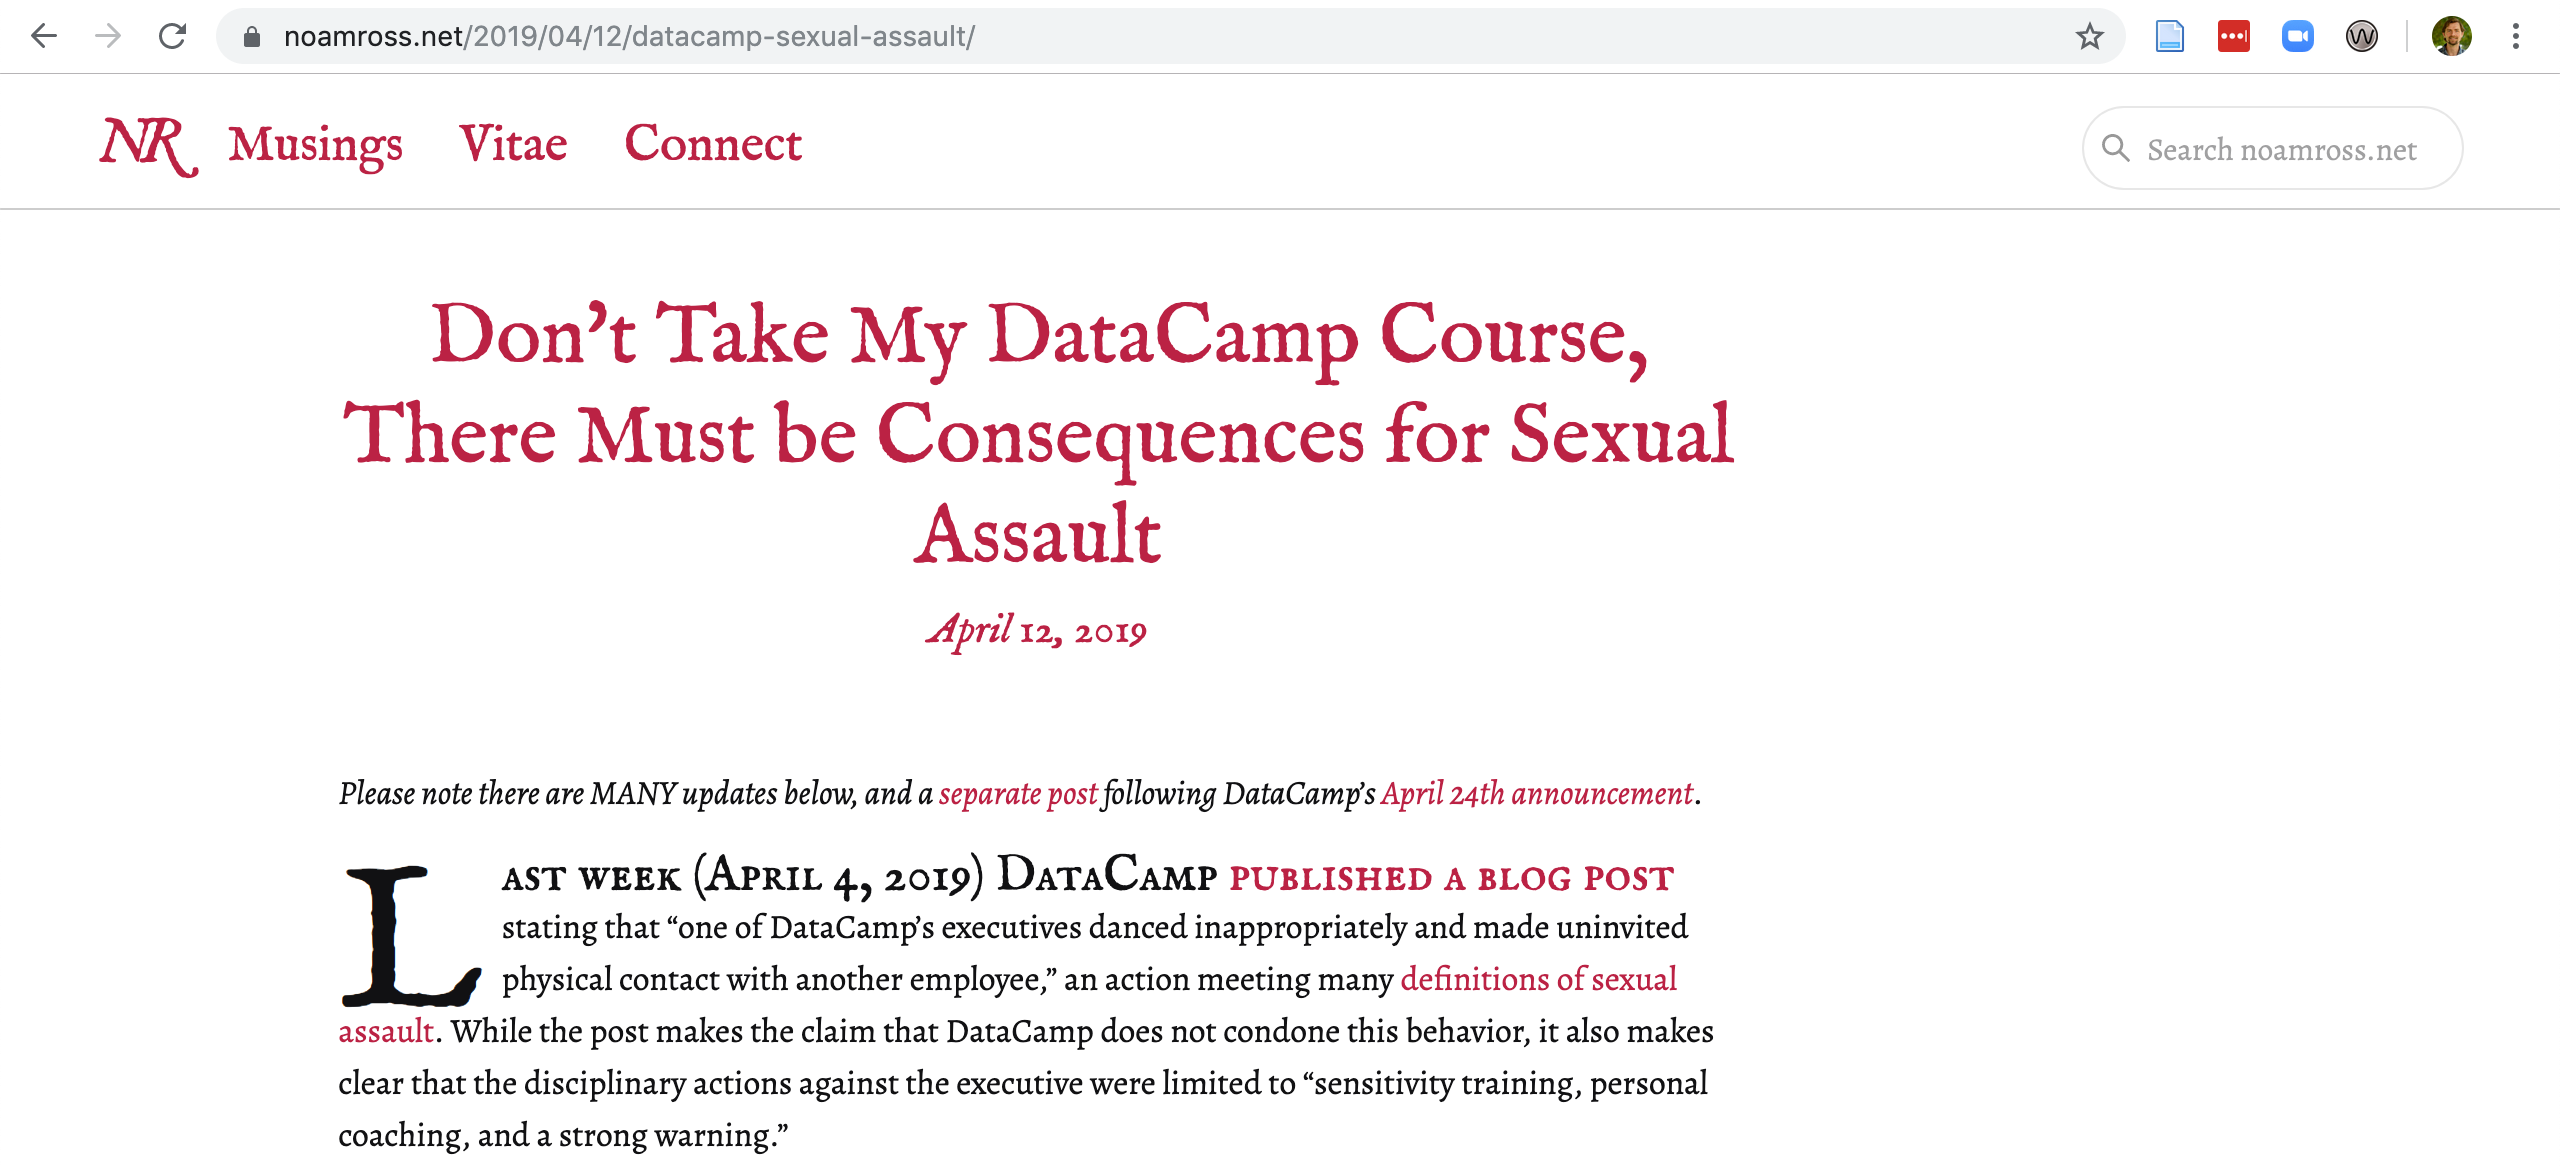 noamross.net/2019/04/12/datacamp-sexual-assault/
NR Musings Vitae Connect
Search noamross.net
Don’t Take My DataCamp Course,
There Must be Consequences for Sexual
Assault
April 12, 2019
Please note there are MANY updates below, and a separate post following DataCamp’s April 24th announcement.
Last week (April 4, 2019) DataCamp published a blog post
stating that “one of DataCamp’s executives danced inappropriately and made uninvited
physical contact with another employee,” an action meeting many definitions of sexual
assault. While the post makes the claim that DataCamp does not condone this behavior, it also makes
clear that the disciplinary actions against the executive were limited to “sensitivity training, personal
coaching, and a strong warning.”